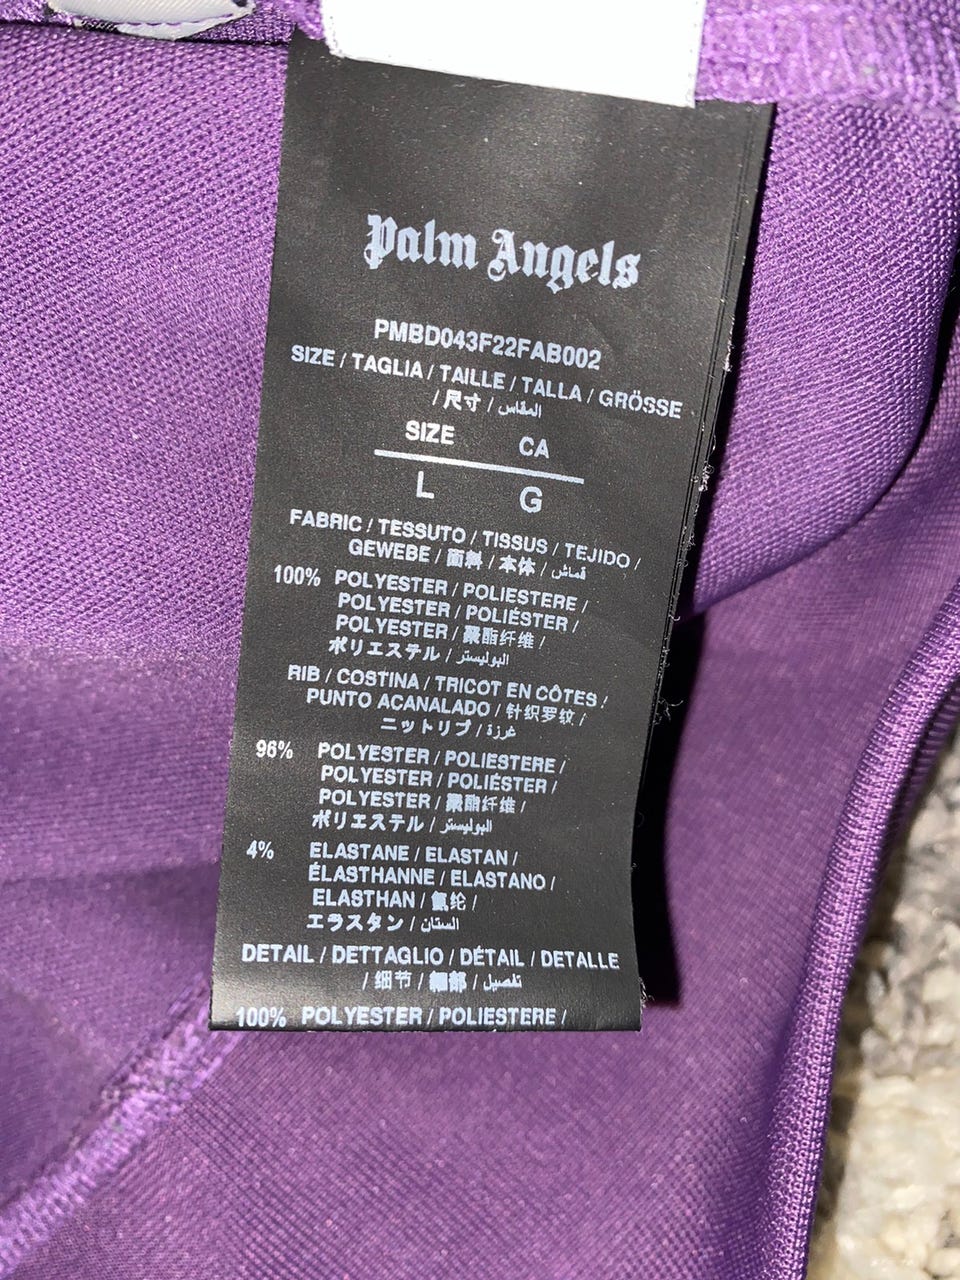 Palm Angels
PMBD043F22FAB002
SIZE / TAGLIA / TAILLE / TALLA / GRÖSSE
/ 尺寸 / المقاس
SIZE CA
L G
FABRIC / TESSUTO / TISSUS / TEJIDO /
GEWEBE / 面料 / 本体 / قماش
100% POLYESTER / POLIESTERE /
POLYESTER / POLIÉSTER /
POLYESTER / 聚酯纤维 /
ポリエステル / البوليستر
RIB / COSTINA / TRICOT EN CÔTES /
PUNTO ACANALADO / 针织罗纹 /
ニットリブ / غرزة
96% POLYESTER / POLIESTERE /
POLYESTER / POLIÉSTER /
POLYESTER / 聚酯纤维 /
ポリエステル / البوليستر
4% ELASTANE / ELASTAN /
ÉLASTHANNE / ELASTANO /
ELASTHAN / 氨纶 /
エラスタン / الستان
DETAIL / DETTAGLIO / DÉTAIL / DETALLE
/ 细节 / 細部 / تفصيل
100% POLYESTER / POLIESTERE /